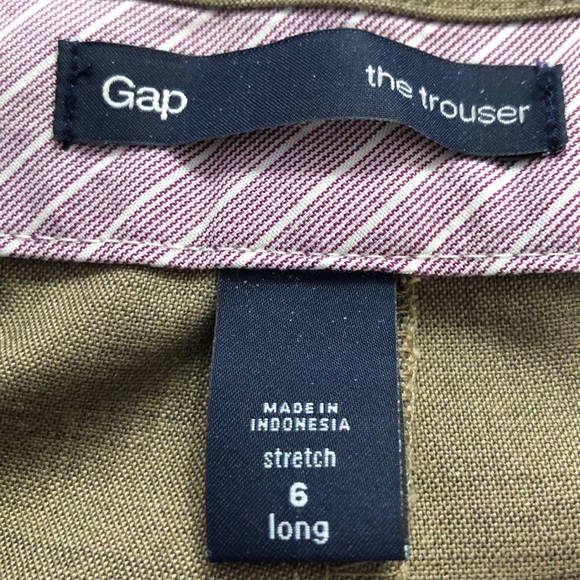 Gap
the trouser
MADE IN
INDONESIA
stretch
6
long